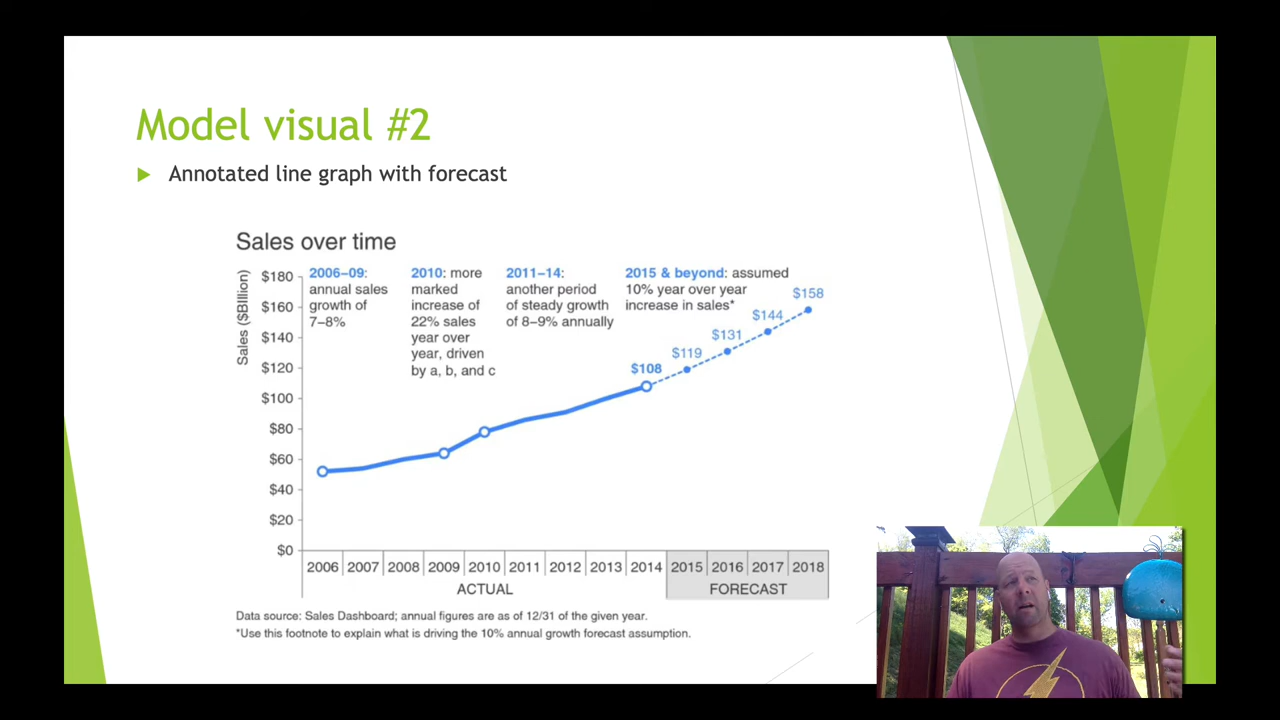 Model visual #2
Annotated line graph with forecast
Sales over time
Sales ($BIllion)
$180
$160
$140
$120
$100
$80
$60
$40
$20
$0
2006–09:
annual sales
growth of
7–8%
2010: more
marked
increase of
22% sales
year over
year, driven
by a, b, and c
2011–14:
another period
of steady growth
of 8–9% annually
2015 & beyond: assumed
10% year over year
increase in sales*
$108
$119
$131
$144
$158
2006 2007 2008 2009 2010 2011 2012 2013 2014 2015 2016 2017 2018
ACTUAL FORECAST
Data source: Sales Dashboard; annual figures are as of 12/31 of the given year.
*Use this footnote to explain what is driving the 10% annual growth forecast assumption.